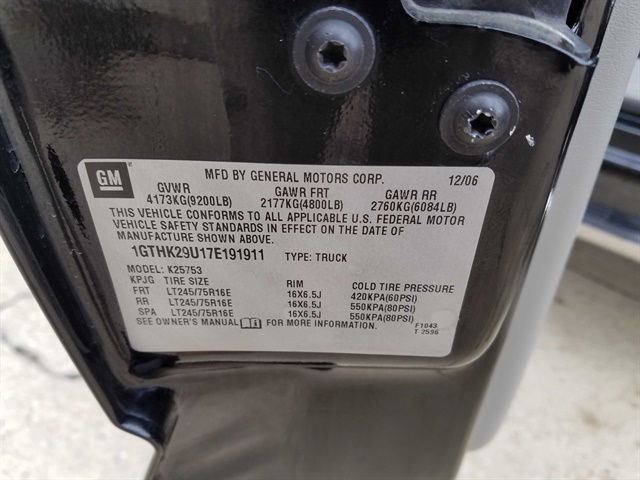 GM
MFD BY GENERAL MOTORS CORP. 12/06
GVWR GAWR FRT GAWR RR
4173KG(9200LB) 2177KG(4800LB) 2760KG(6084LB)
THIS VEHICLE CONFORMS TO ALL APPLICABLE U.S. FEDERAL MOTOR
VEHICLE SAFETY STANDARDS IN EFFECT ON THE DATE OF
MANUFACTURE SHOWN ABOVE.
1GTHK29U17E191911 TYPE: TRUCK
MODEL: K25753
KPJG TIRE SIZE RIM COLD TIRE PRESSURE
FRT LT245/75R16E 16X6.5J 420KPA(60PSI)
RR LT245/75R16E 16X6.5J 550KPA(80PSI)
SPA LT245/75R16E 16X6.5J 550KPA(80PSI)
SEE OWNER'S MANUAL FOR MORE INFORMATION. F1043
T 2596